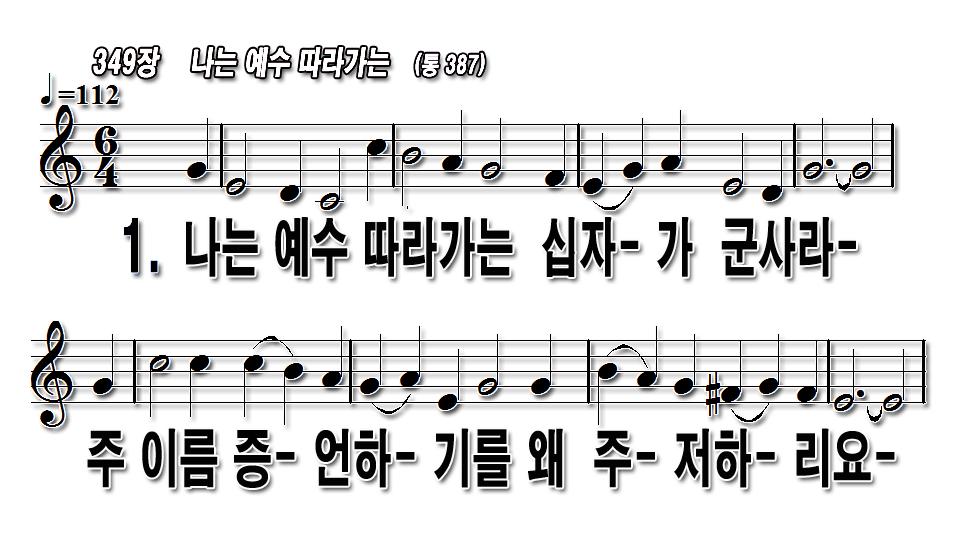 349장 나는 예수 따라가는 (통 387)
♩=112
6
4
1. 나는 예수 따라가는 십자- 가 군사라-
주 이름 증- 언하- 기를 왜 주- 저하- 리요-